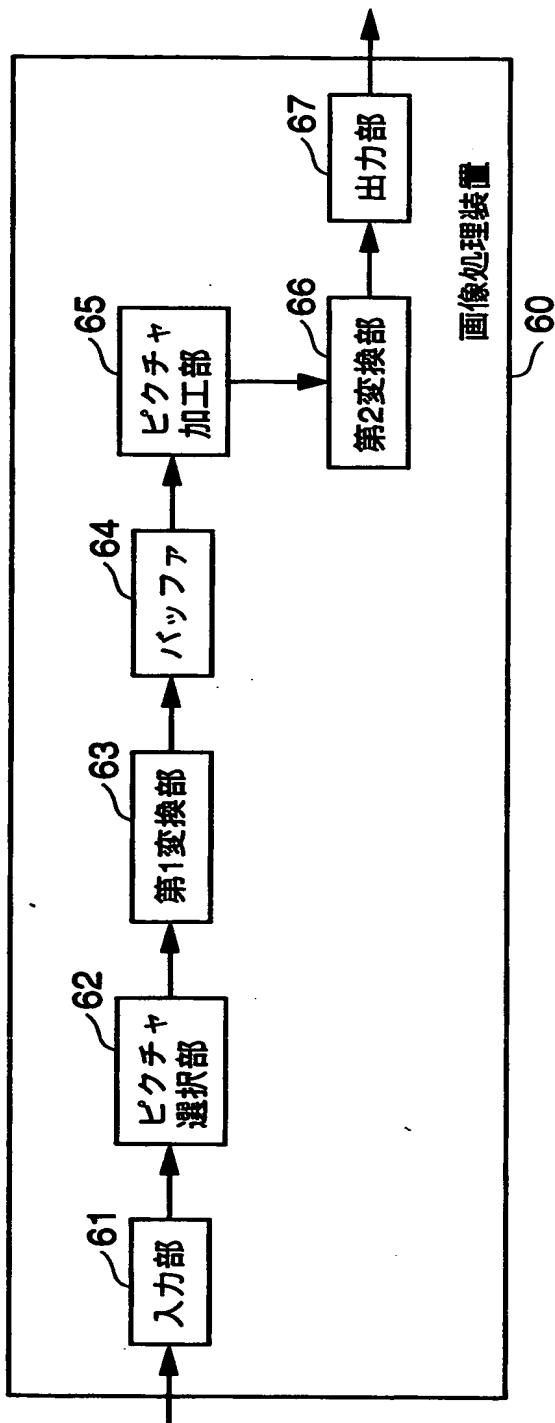 61
入力部
62
ピクチャ
選択部
63
第1変換部
64
バッファ
65
ピクチャ
加工部
66
第2変換部
67
出力部
画像処理装置
60